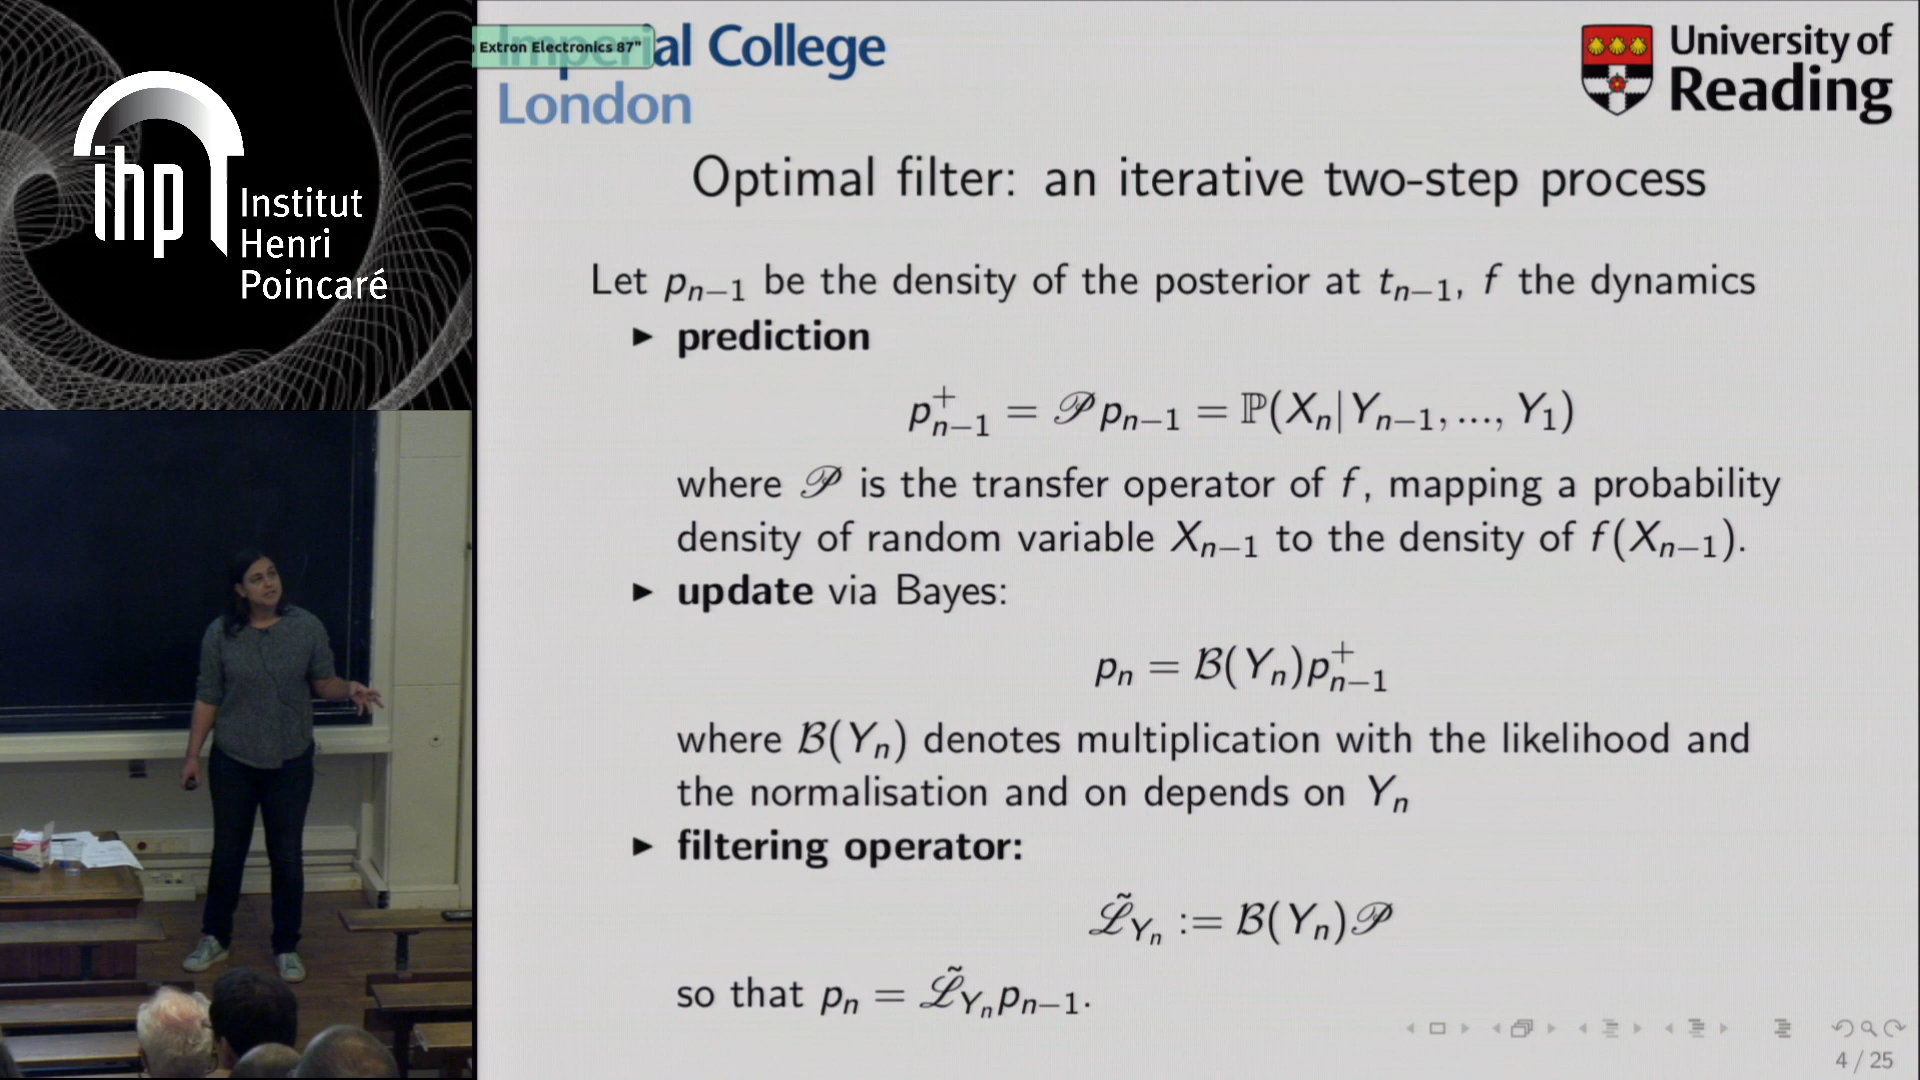 ihp
Institut
Henri
Poincaré
Extron Electronics 87"
Imperial College
London
University of
Reading
Optimal filter: an iterative two-step process
Let pₙ₋₁ be the density of the posterior at tₙ₋₁, f the dynamics
▶ prediction
p⁺ₙ₋₁ = 𝒫pₙ₋₁ = ℙ(Xₙ|Yₙ₋₁, ..., Y₁)
where 𝒫 is the transfer operator of f, mapping a probability
density of random variable Xₙ₋₁ to the density of f(Xₙ₋₁).
▶ update via Bayes:
pₙ = ℬ(Yₙ)p⁺ₙ₋₁
where ℬ(Yₙ) denotes multiplication with the likelihood and
the normalisation and on depends on Yₙ
▶ filtering operator:
ℒ̃_Yₙ := ℬ(Yₙ)𝒫
so that pₙ = ℒ̃_Yₙ pₙ₋₁.
4 / 25